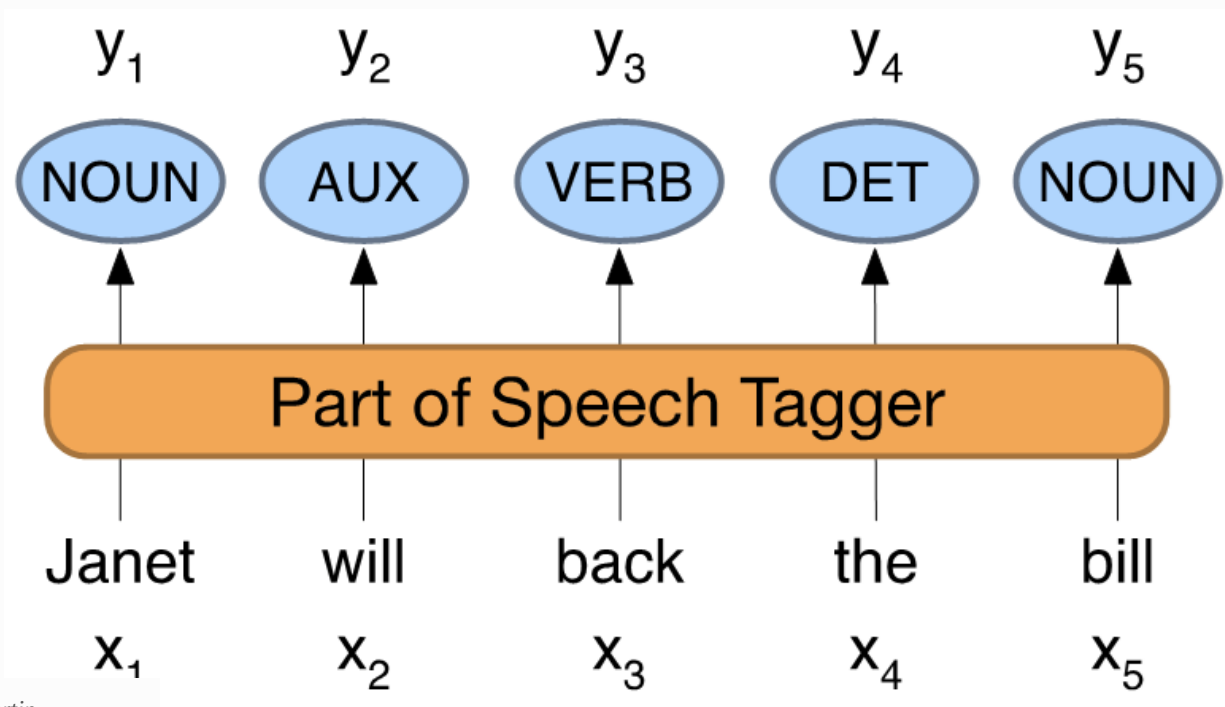 y1 y2 y3 y4 y5
NOUN AUX VERB DET NOUN
Part of Speech Tagger
Janet will back the bill
x1 x2 x3 x4 x5